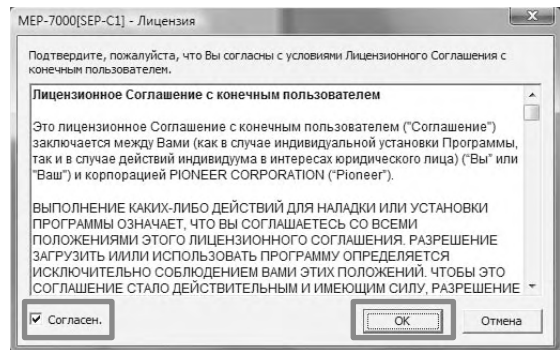 MEP-7000[SEP-C1] - Лицензия
Подтвердите, пожалуйста, что Вы согласны с условиями Лицензионного Соглашения с
конечным пользователем.
Лицензионное Соглашение с конечным пользователем
Это лицензионное Соглашение с конечным пользователем ("Соглашение")
заключается между Вами (как в случае индивидуальной установки Программы,
так и в случае действий индивидуума в интересах юридического лица) ("Вы" или
"Ваш") и корпорацией PIONEER CORPORATION ("Pioneer").
ВЫПОЛНЕНИЕ КАКИХ-ЛИБО ДЕЙСТВИЙ ДЛЯ НАЛАДКИ ИЛИ УСТАНОВКИ
ПРОГРАММЫ ОЗНАЧАЕТ, ЧТО ВЫ СОГЛАШАЕТЕСЬ СО ВСЕМИ
ПОЛОЖЕНИЯМИ ЭТОГО ЛИЦЕНЗИОННОГО СОГЛАШЕНИЯ. РАЗРЕШЕНИЕ
ЗАГРУЗИТЬ И/ИЛИ ИСПОЛЬЗОВАТЬ ПРОГРАММУ ОПРЕДЕЛЯЕТСЯ
ИСКЛЮЧИТЕЛЬНО СОБЛЮДЕНИЕМ ВАМИ ЭТИХ ПОЛОЖЕНИЙ. ЧТОБЫ ЭТО
СОГЛАШЕНИЕ СТАЛО ДЕЙСТВИТЕЛЬНЫМ И ИМЕЮЩИМ СИЛУ, РАЗРЕШЕНИЕ
Согласен.
OK
Отмена